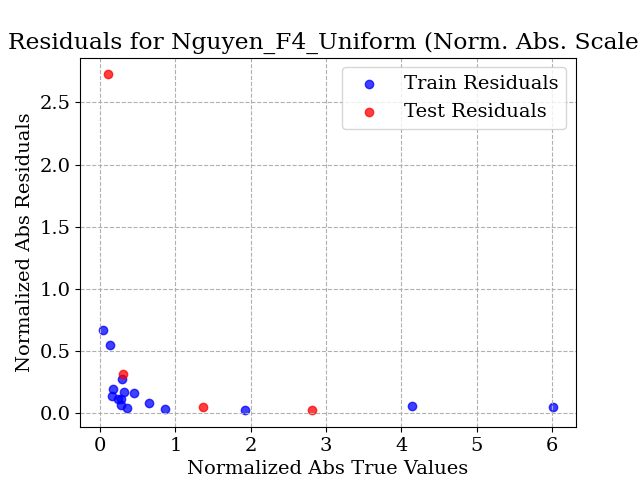 Residuals for Nguyen_F4_Uniform (Norm. Abs. Scale
Train Residuals
Test Residuals
Normalized Abs Residuals
2.5
2.0
1.5
1.0
0.5
0.0
0 1 2 3 4 5 6
Normalized Abs True Values